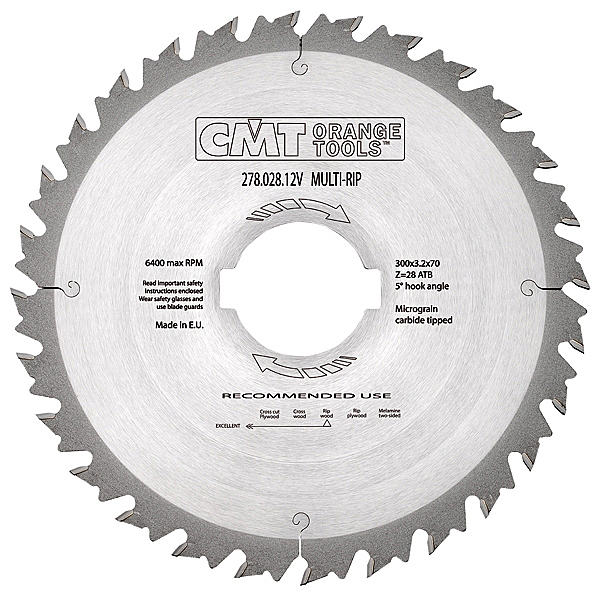 CMT ORANGE TOOLS™
278.028.12V MULTI-RIP
6400 max RPM
Read important safety
Instructions enclosed
Wear safety glasses and
use blade guards
Made in E.U.
300x3.2x70
Z=28 ATB
5° hook angle
Micrograin
carbide tipped
RECOMMENDED USE
Cross cut Plywood
Cross wood
Rip wood
Rip plywood
Melamine two-sided
EXCELLENT